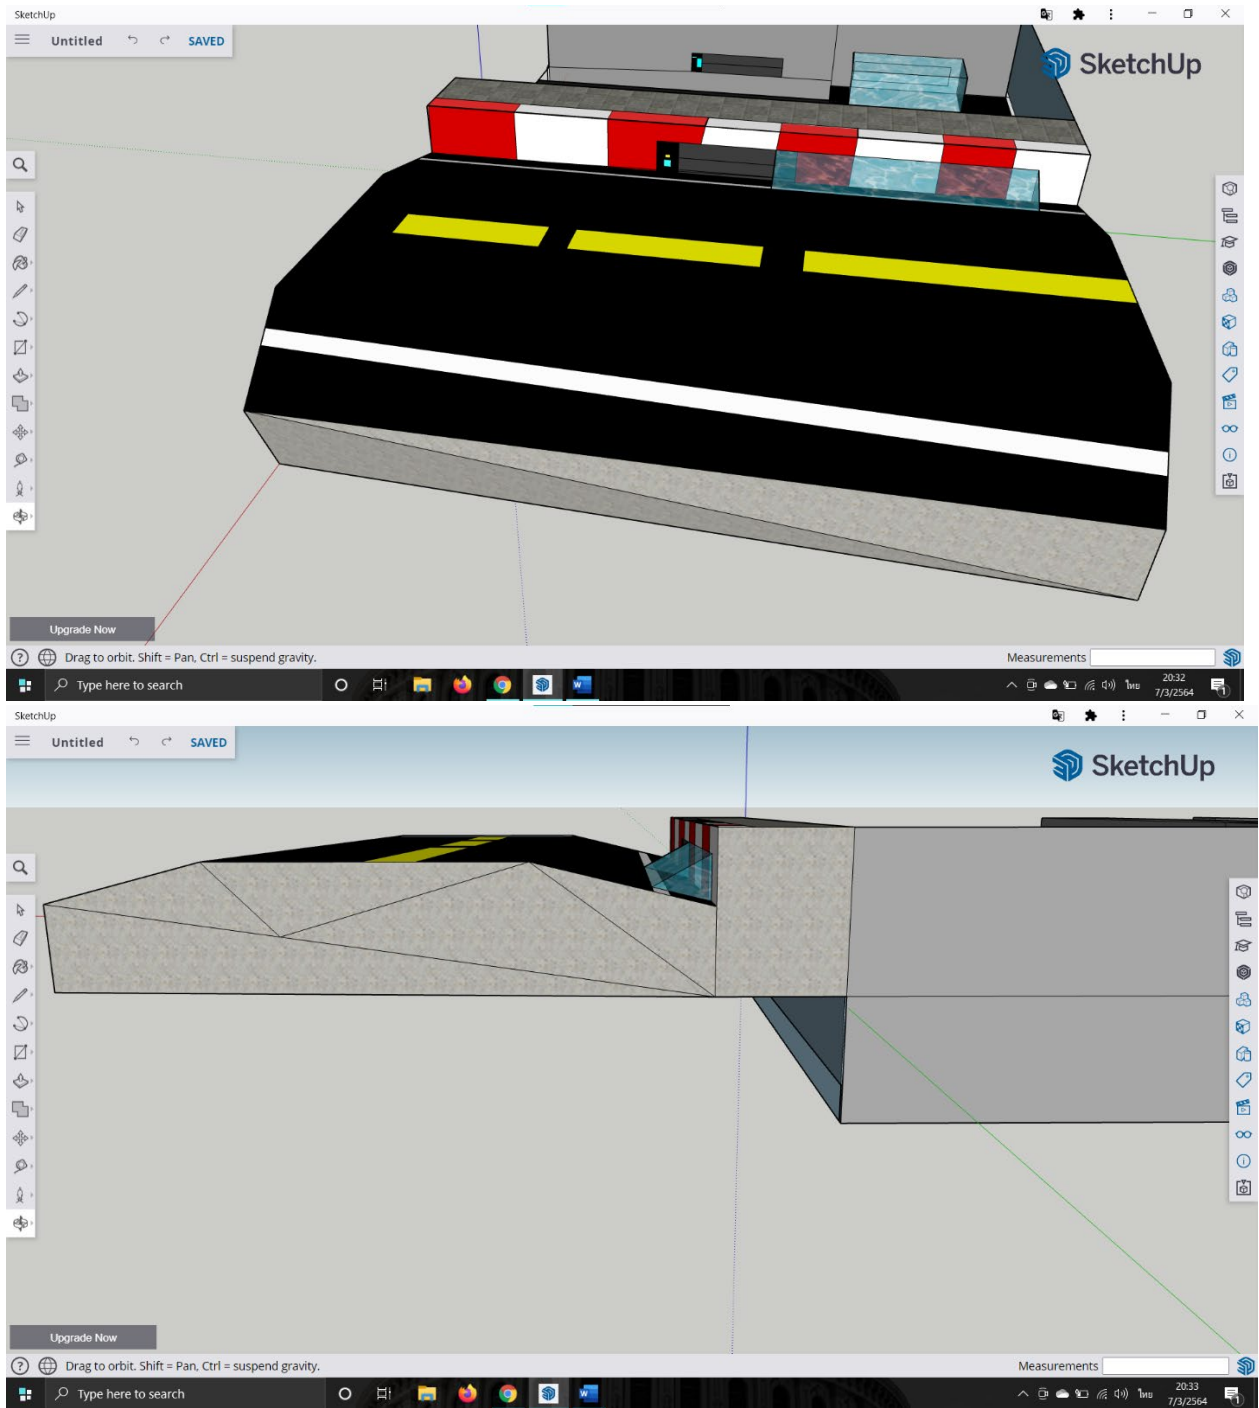 SketchUp
Untitled SAVED
SketchUp
Upgrade Now
Drag to orbit. Shift = Pan, Ctrl = suspend gravity.
Measurements
Type here to search
ไทย
20:32
7/3/2564
1
SketchUp
Untitled SAVED
SketchUp
Upgrade Now
Drag to orbit. Shift = Pan, Ctrl = suspend gravity.
Measurements
Type here to search
ไทย
20:33
7/3/2564
1